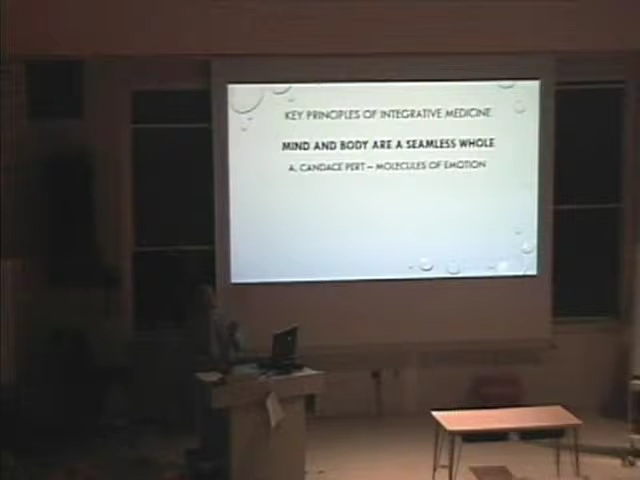 KEY PRINCIPLES OF INTEGRATIVE MEDICINE
MIND AND BODY ARE A SEAMLESS WHOLE
A, CANDACE PERT – MOLECULES OF EMOTION